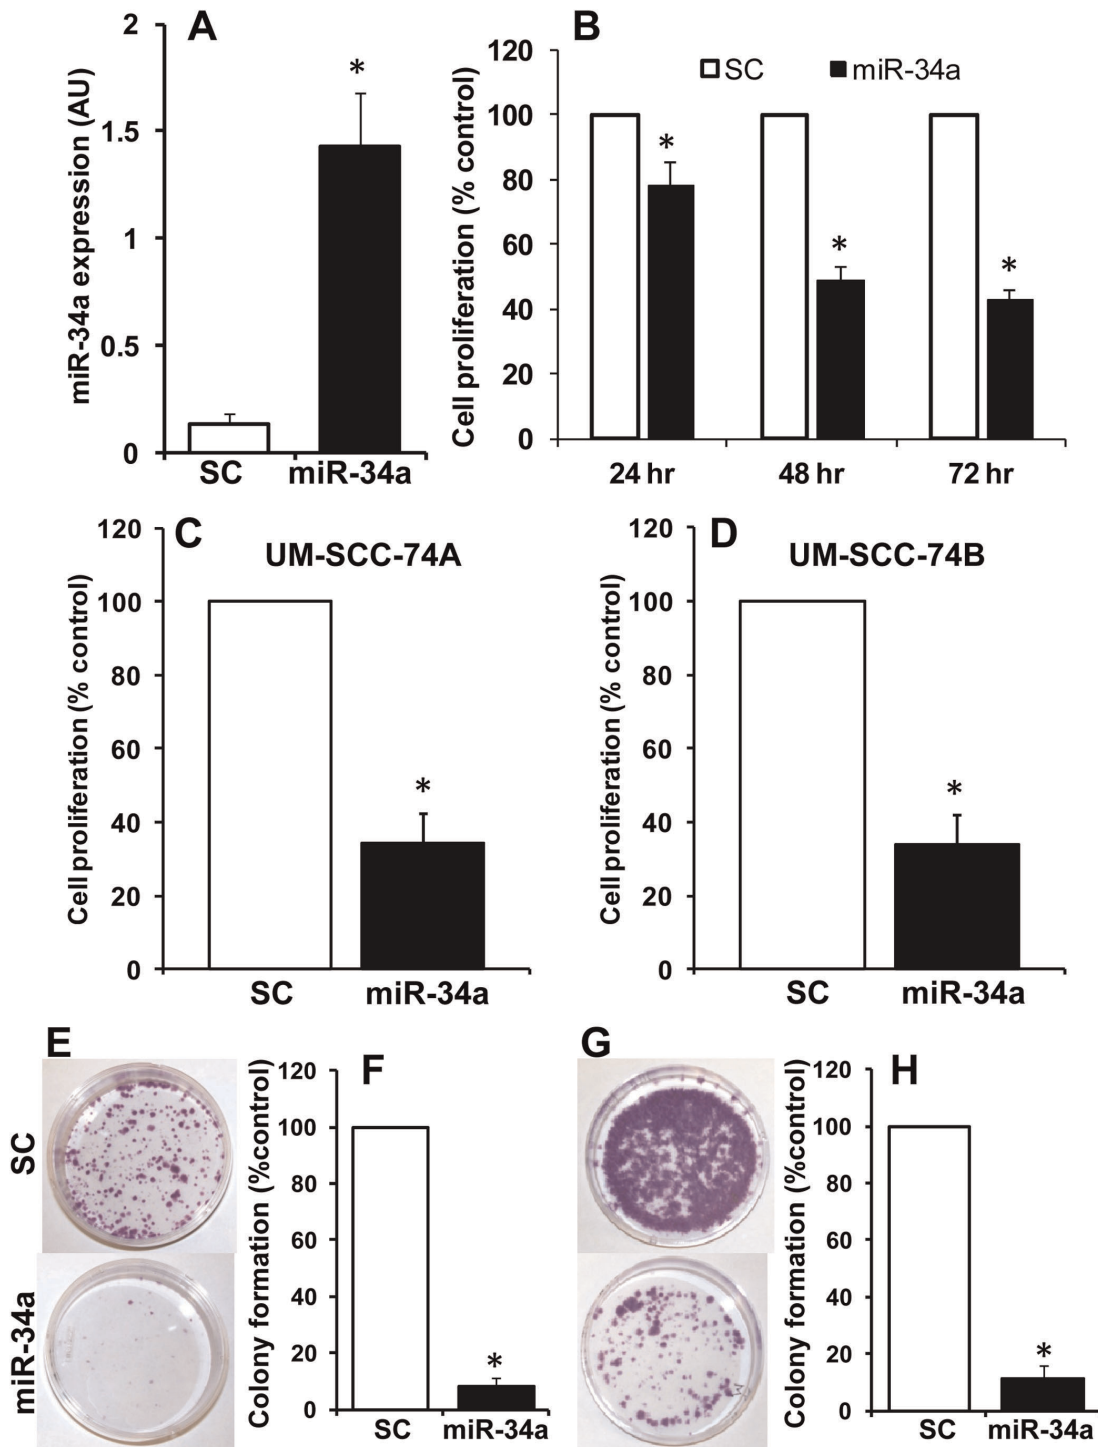 A
miR-34a expression (AU)
2
1.5
1
0.5
0
*
SC miR-34a
B
Cell proliferation (% control)
120
100
80
60
40
20
0
SC miR-34a
*
*
*
24 hr 48 hr 72 hr
C
UM-SCC-74A
Cell proliferation (% control)
120
100
80
60
40
20
0
*
SC miR-34a
D
UM-SCC-74B
Cell proliferation (% control)
120
100
80
60
40
20
0
*
SC miR-34a
E
SC
miR-34a
F
Colony formation (%control)
120
100
80
60
40
20
0
*
SC miR-34a
G
H
Colony formation (%control)
120
100
80
60
40
20
0
*
SC miR-34a